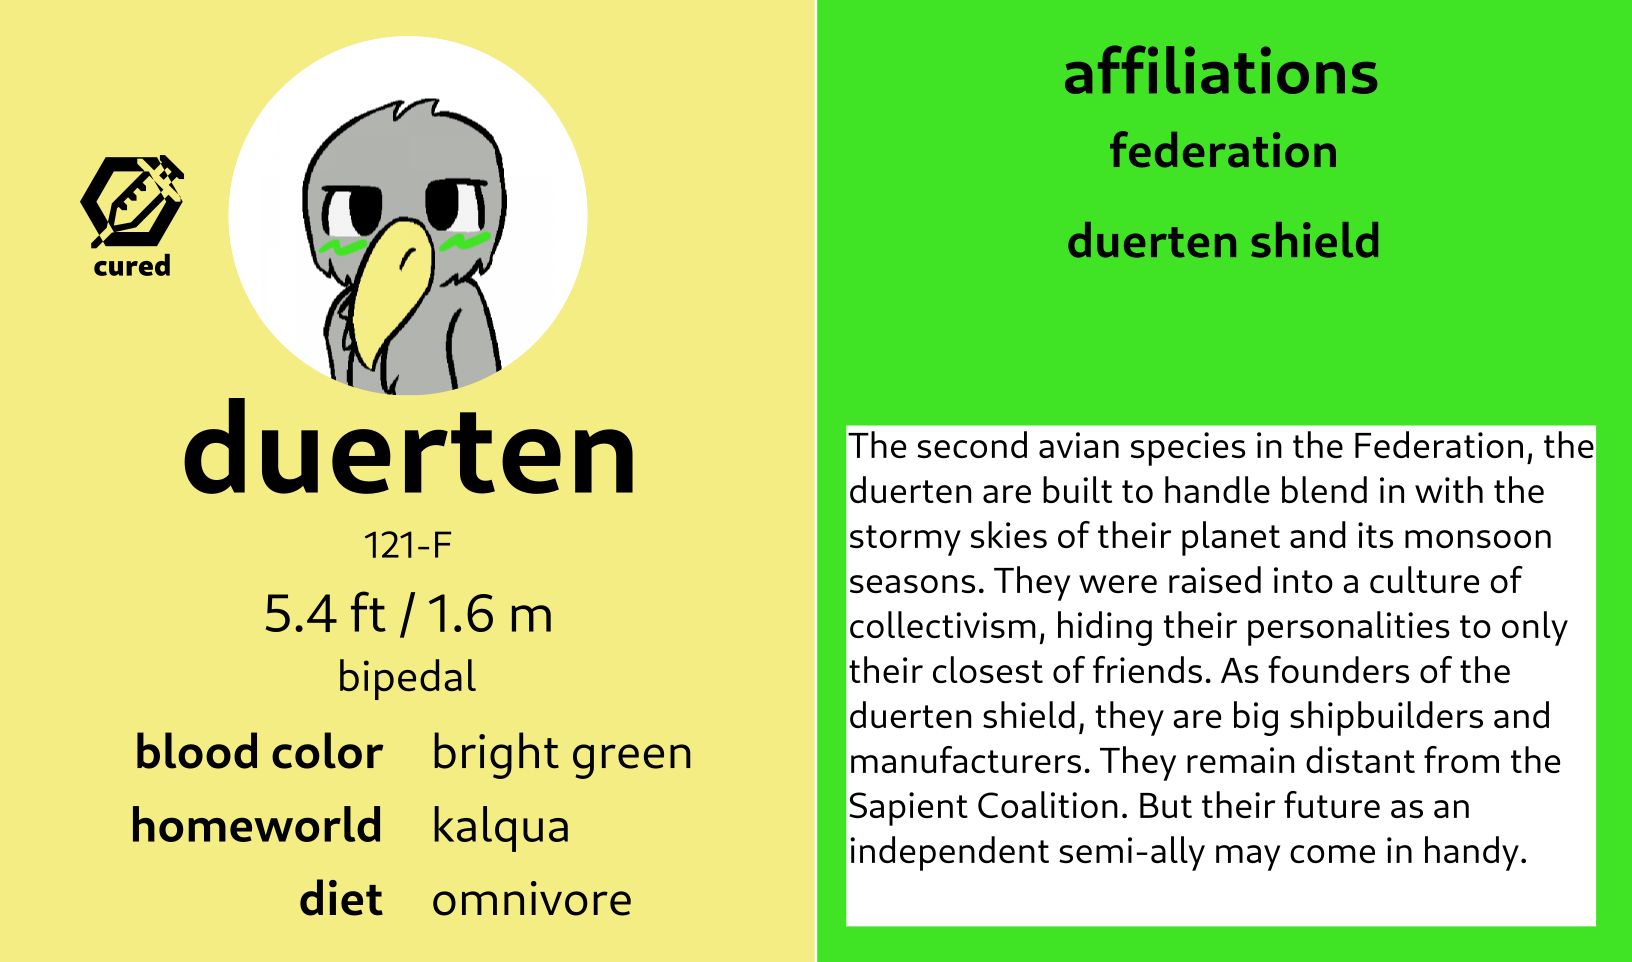 cured
duerten
121-F
5.4 ft / 1.6 m
bipedal
blood color bright green
homeworld kalqua
diet omnivore
affiliations
federation
duerten shield
The second avian species in the Federation, the
duerten are built to handle blend in with the
stormy skies of their planet and its monsoon
seasons. They were raised into a culture of
collectivism, hiding their personalities to only
their closest of friends. As founders of the
duerten shield, they are big shipbuilders and
manufacturers. They remain distant from the
Sapient Coalition. But their future as an
independent semi-ally may come in handy.